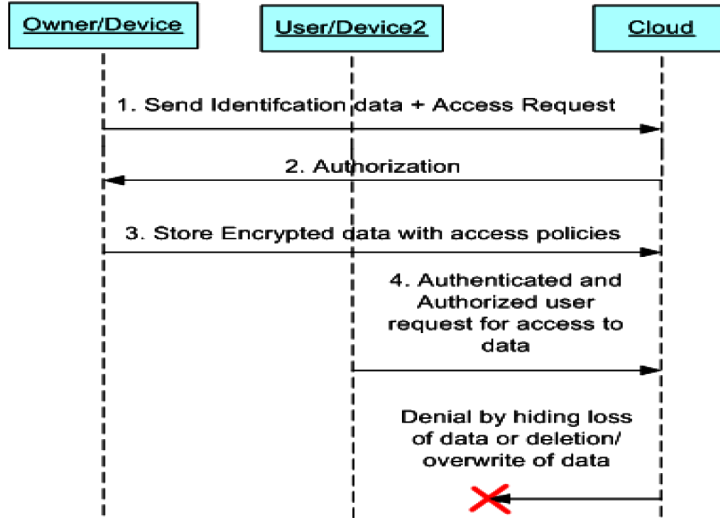 Owner/Device
User/Device2
Cloud
1. Send Identifcation data + Access Request
2. Authorization
3. Store Encrypted data with access policies
4. Authenticated and
Authorized user
request for access to
data
Denial by hiding loss
of data or deletion/
overwrite of data